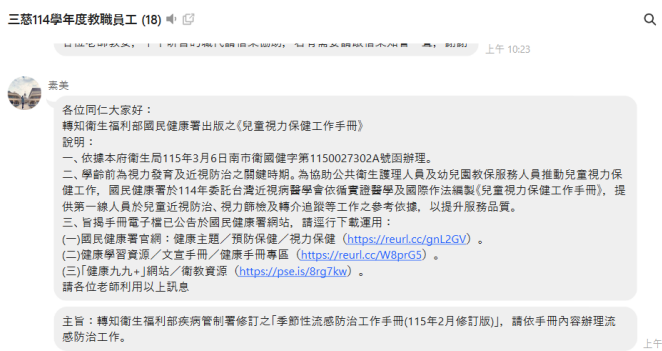 三慈114學年度教職員工 (18)
上午 10:23
素美
各位同仁大家好：
轉知衛生福利部國民健康署出版之《兒童視力保健工作手冊》
說明：
一、依據本府衛生局115年3月6日南市衛國健字第1150027302A號函辦理。
二、學齡前為視力發育及近視防治之關鍵時期。為協助公共衛生護理人員及幼兒園教保服務人員推動兒童視力保
健工作，國民健康署於114年委託台灣近視病醫學會依循實證醫學及國際作法編製《兒童視力保健工作手冊》，提
供第一線人員於兒童近視防治、視力篩檢及轉介追蹤等工作之參考依據，以提升服務品質。
三、旨揭手冊電子檔已公告於國民健康署網站，請逕行下載運用：
(一)國民健康署官網：健康主題／預防保健／視力保健（https://reurl.cc/gnL2GV）。
(二)健康學習資源／文宣手冊／健康手冊專區（https://reurl.cc/W8prG5）。
(三)「健康九九+」網站／衛教資源（https://pse.is/8rg7kw）。
請各位老師利用以上訊息
主旨：轉知衛生福利部疾病管制署修訂之「季節性流感防治工作手冊(115年2月修訂版)」，請依手冊內容辦理流
感防治工作。
上午